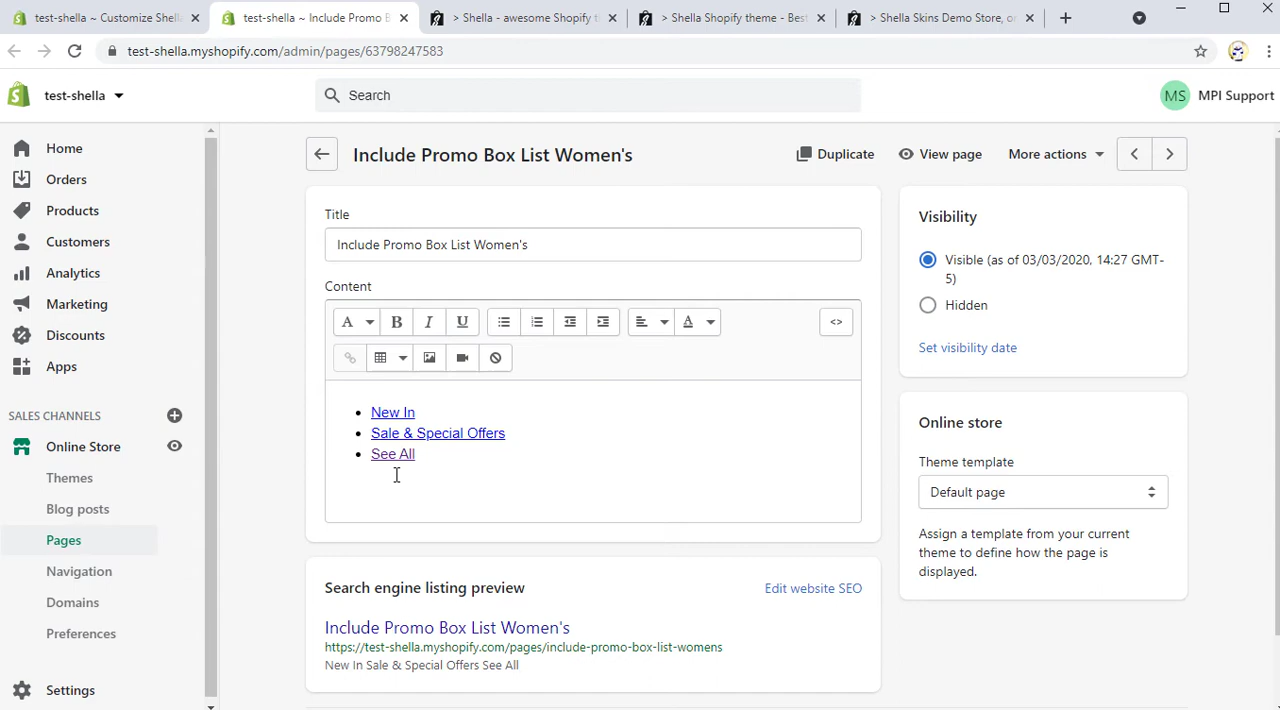 test-shella ~ Customize Shella
test-shella ~ Include Promo B
> Shella - awesome Shopify t
> Shella Shopify theme - Best
> Shella Skins Demo Store, o
test-shella.myshopify.com/admin/pages/63798247583
test-shella
Search
MS
MPI Support
Home
Orders
Products
Customers
Analytics
Marketing
Discounts
Apps
SALES CHANNELS
Online Store
Themes
Blog posts
Pages
Navigation
Domains
Preferences
Settings
Include Promo Box List Women's
Duplicate
View page
More actions
Title
Include Promo Box List Women's
Content
A
B
I
U
A
<>
New In
Sale & Special Offers
See All
Search engine listing preview
Edit website SEO
Include Promo Box List Women's
https://test-shella.myshopify.com/pages/include-promo-box-list-womens
New In Sale & Special Offers See All
Visibility
Visible (as of 03/03/2020, 14:27 GMT-
5)
Hidden
Set visibility date
Online store
Theme template
Default page
Assign a template from your current
theme to define how the page is
displayed.